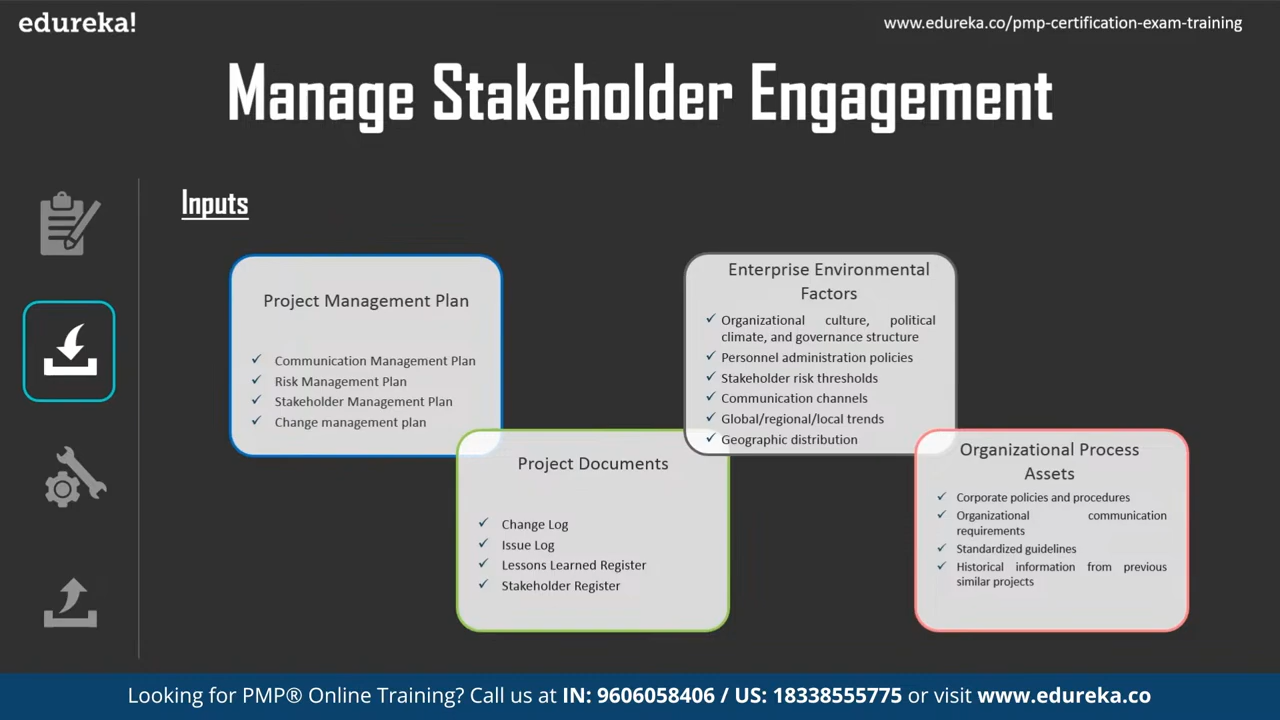 edureka!
www.edureka.co/pmp-certification-exam-training
Manage Stakeholder Engagement
Inputs
Project Management Plan
✓ Communication Management Plan
✓ Risk Management Plan
✓ Stakeholder Management Plan
✓ Change management plan
Project Documents
✓ Change Log
✓ Issue Log
✓ Lessons Learned Register
✓ Stakeholder Register
Enterprise Environmental
Factors
✓ Organizational culture, political
climate, and governance structure
✓ Personnel administration policies
✓ Stakeholder risk thresholds
✓ Communication channels
✓ Global/regional/local trends
✓ Geographic distribution
Organizational Process
Assets
✓ Corporate policies and procedures
✓ Organizational communication
requirements
✓ Standardized guidelines
✓ Historical information from previous
similar projects
Looking for PMP® Online Training? Call us at IN: 9606058406 / US: 18338555775 or visit www.edureka.co